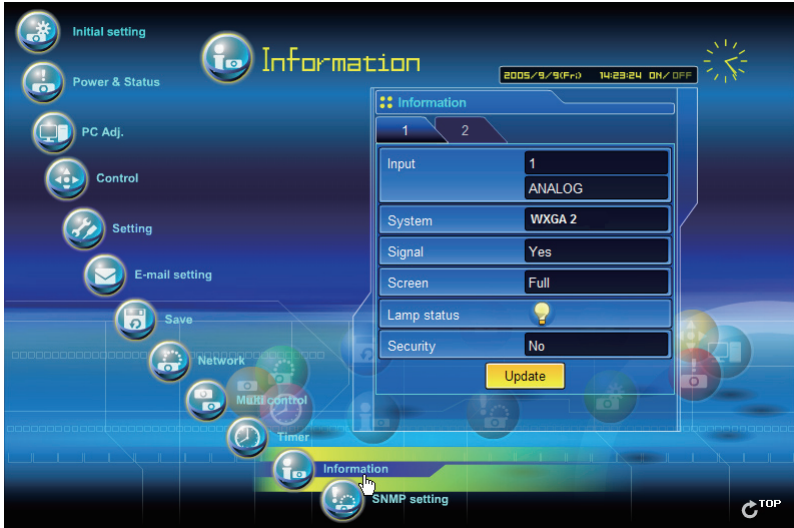 Initial setting
Power & Status
PC Adj.
Control
Setting
E-mail setting
Save
Network
Multi control
Timer
Information
SNMP setting
Information
2005/9/9(Fri) 14:23:24 ON/OFF
Information
1 2
Input 1
ANALOG
System WXGA 2
Signal Yes
Screen Full
Lamp status
Security No
Update
TOP